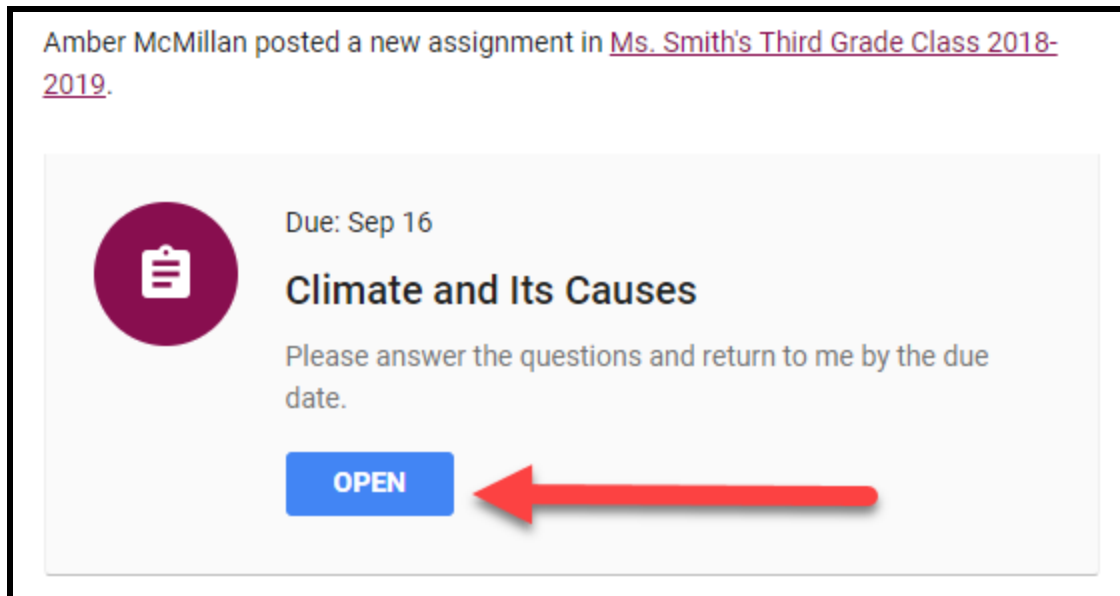 Amber McMillan posted a new assignment in Ms. Smith's Third Grade Class 2018-
2019.
Due: Sep 16
Climate and Its Causes
Please answer the questions and return to me by the due
date.
OPEN